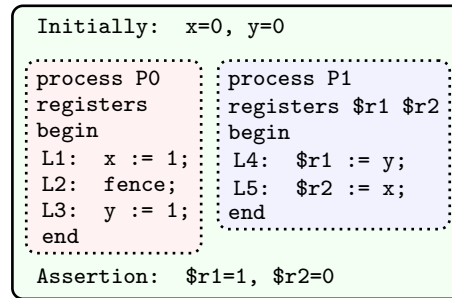 Initially: x=0, y=0
process P0
registers
begin
L1: x := 1;
L2: fence;
L3: y := 1;
end
process P1
registers $r1 $r2
begin
L4: $r1 := y;
L5: $r2 := x;
end
Assertion: $r1=1, $r2=0